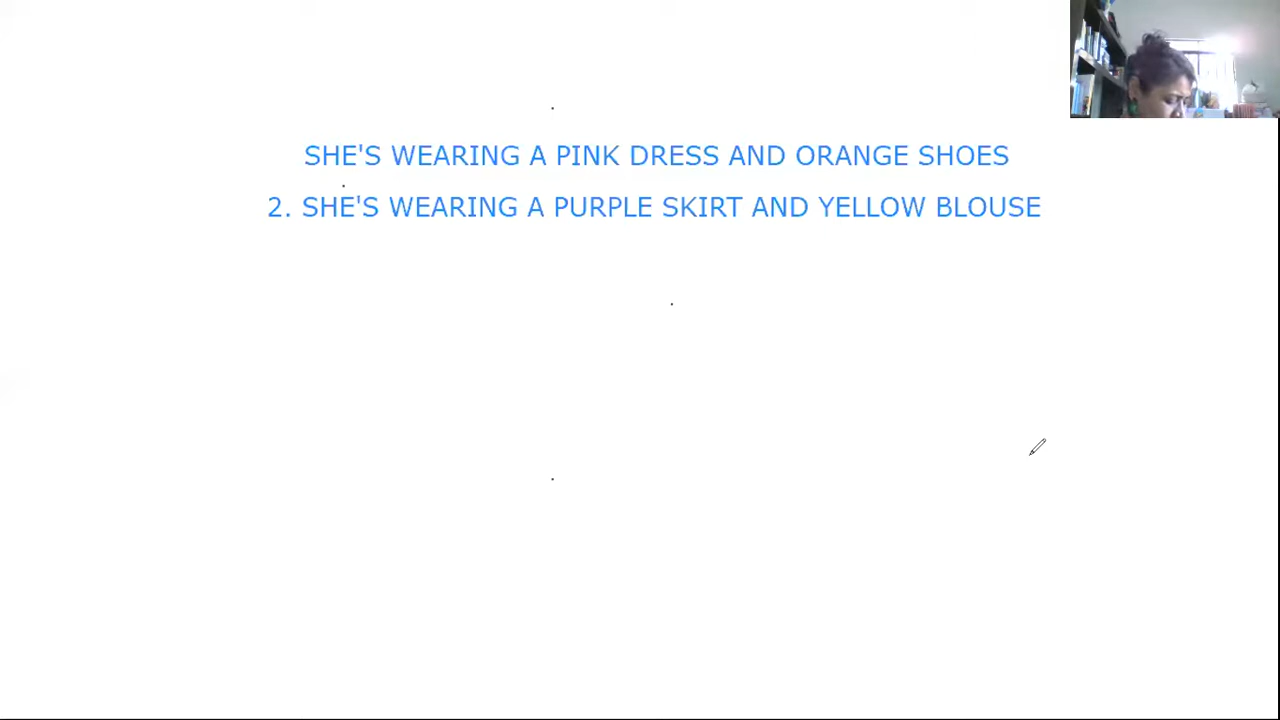 SHE'S WEARING A PINK DRESS AND ORANGE SHOES
2. SHE'S WEARING A PURPLE SKIRT AND YELLOW BLOUSE